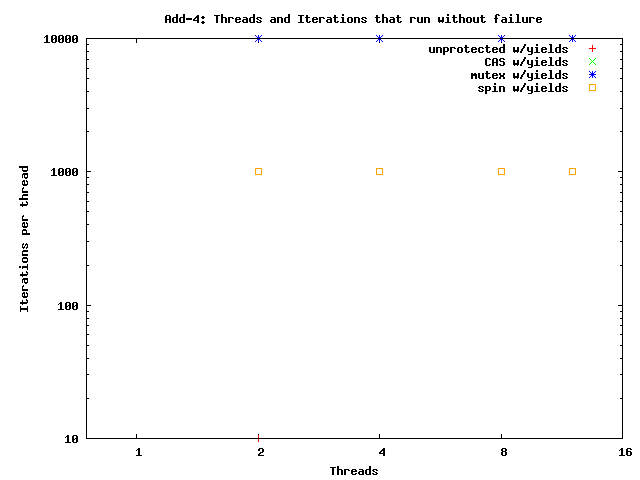 Add-4: Threads and Iterations that run without failure
10000
unprotected w/yields
CAS w/yields
mutex w/yields
spin w/yields
1000
Iterations per thread
100
10
1 2 4 8 16
Threads